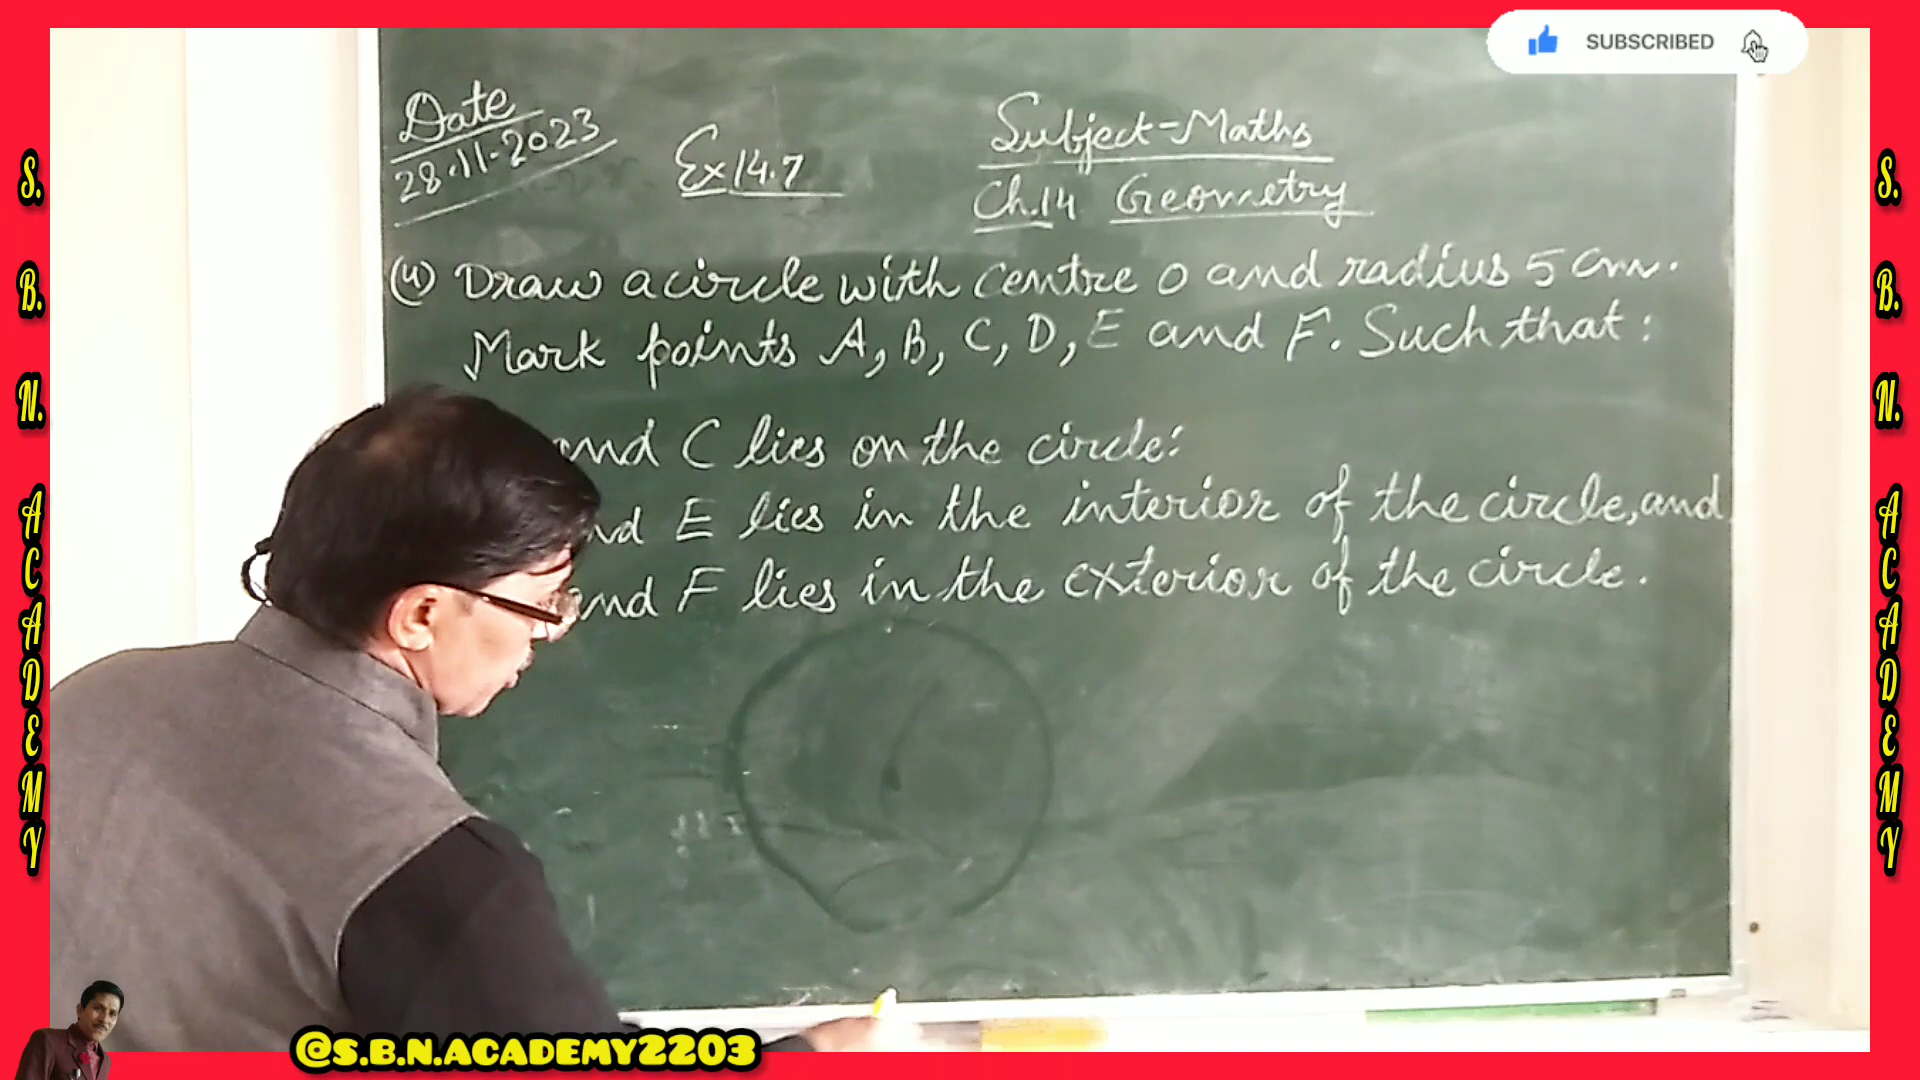 SUBSCRIBED
Date
28.11.2023
Ex 14.7
Subject-Maths
Ch.14 Geometry
(4) Draw a circle with centre O and radius 5 cm.
Mark points A, B, C, D, E and F. Such that:
and C lies on the circle:
nd E lies in the interior of the circle, and
and F lies in the exterior of the circle.
S. B. N. ACADEMY
S. B. N. ACADEMY
@S.B.N.ACADEMY2203